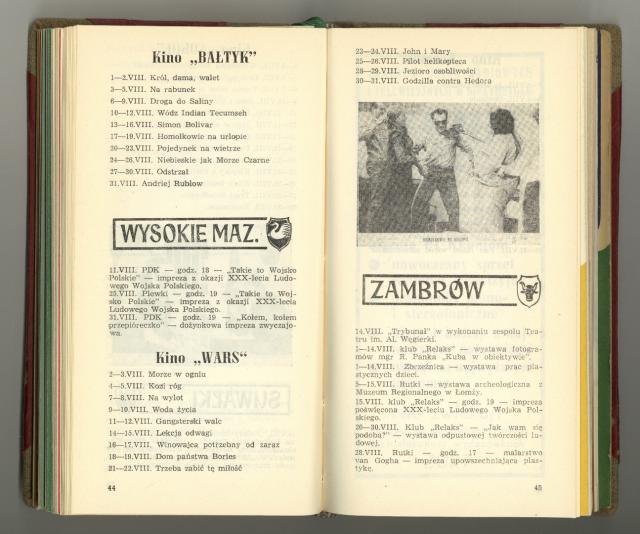 Kino „BAŁTYK"
1—2.VIII. Król, dama, walet
3—5.VIII. Na rabunek
6—9.VIII. Droga do Saliny
10—12.VIII. Wódz Indian Tecumseh
13—16.VIII. Simon Bolivar
17—19.VIII. Homolkowie na urlopie
20—23.VIII. Pojedynek na wietrze
24—26.VIII. Niebieskie jak Morze Czarne
27—30.VIII. Odstrzał
31.VIII. Andriej Rublow
WYSOKIE MAZ.
11.VIII. PDK — godz. 18 — „Takie to Wojsko
Polskie" — impreza z okazji XXX-lecia Ludo-
wego Wojska Polskiego.
25.VIII. Plewki — godz. 19 — „Takie to Woj-
sko Polskie" — impreza z okazji XXX-lecia
Ludowego Wojska Polskiego.
31.VIII. PDK — godz. 19 — „Kołem, kołem
przepióreczko" — dożynkowa impreza zwyczajo-
wa.
Kino „WARS"
2—3.VIII. Morze w ogniu
4—5.VIII. Kozi róg
7—8.VIII. Na wylot
9—10.VIII. Woda życia
11—12.VIII. Gangsterski walc
14—15.VIII. Lekcja odwagi
16—17.VIII. Winowajca potrzebny od zaraz
18—19.VIII. Dom państwa Bories
21—22.VIII. Trzeba zabić tę miłość
44
23—24.VIII. John i Mary
25—26.VIII. Pilot helikoptera
28—29.VIII. Jezioro osobliwości
30—31.VIII. Godzilla contra Hedora
ZAMBRÓW
14.VIII. „Trybunał" w wykonaniu zespołu Tea-
tru im. Al. Węgierki.
1—14.VIII. klub „Relaks" — wystawa fotogra-
mów mgr R. Panka „Kuba w obiektywie".
1—14.VIII. Zbrzeźnica — wystawa prac pla-
stycznych dzieci.
5—15.VIII. Rutki — wystawa archeologiczna z
Muzeum Regionalnego w Łomży.
15.VIII. klub „Relaks" — godz. 19 — impreza
poświęcona XXX-leciu Ludowego Wojska Pol-
skiego.
20—30.VIII. Klub „Relaks" — „Jak wam się
podoba?" — wystawa odpustowej twórczości lu-
dowej.
28.VIII. Rutki — godz. 17 — malarstwo
van Gogha — impreza upowszechniająca plas-
tykę.
45